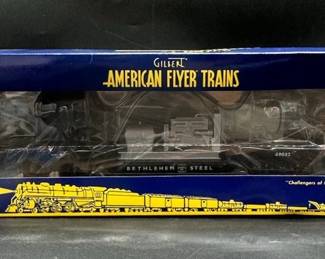 GILBERT
AMERICAN FLYER TRAINS
BETHLEHEM STEEL
"Challengers of